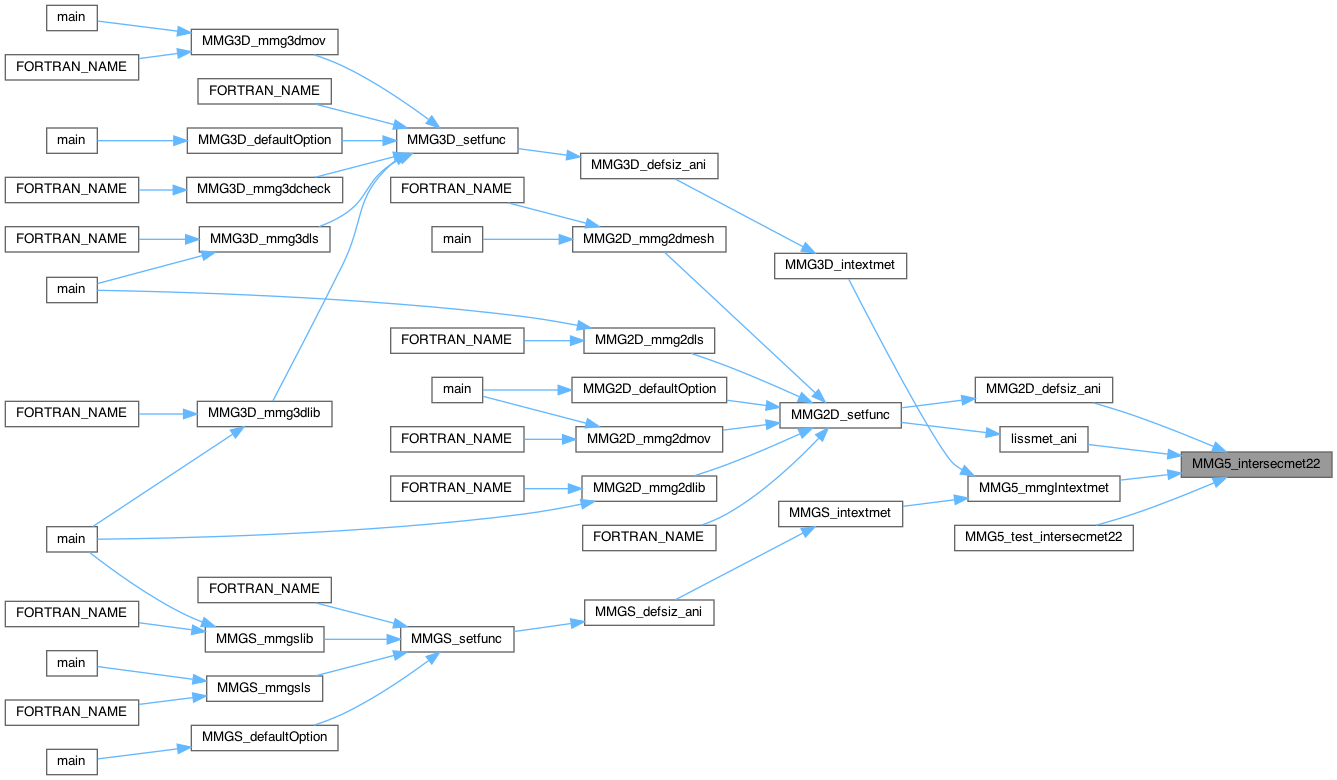 main
MMG3D_mmg3dmov
FORTRAN_NAME
FORTRAN_NAME
main
MMG3D_defaultOption
MMG3D_setfunc
MMG3D_defsiz_ani
FORTRAN_NAME
MMG3D_mmg3dcheck
FORTRAN_NAME
FORTRAN_NAME
MMG3D_mmg3dls
main
MMG2D_mmg2dmesh
MMG3D_intextmet
main
FORTRAN_NAME
MMG2D_mmg2dls
main
MMG2D_defaultOption
MMG2D_defsiz_ani
FORTRAN_NAME
MMG3D_mmg3dlib
MMG2D_setfunc
FORTRAN_NAME
MMG2D_mmg2dmov
lissmet_ani
MMG5_intersecmet22
FORTRAN_NAME
MMG2D_mmg2dlib
MMG5_mmgIntextmet
MMGS_intextmet
main
FORTRAN_NAME
MMG5_test_intersecmet22
FORTRAN_NAME
FORTRAN_NAME
MMGS_defsiz_ani
MMGS_mmgslib
MMGS_setfunc
main
MMGS_mmgsls
FORTRAN_NAME
MMGS_defaultOption
main